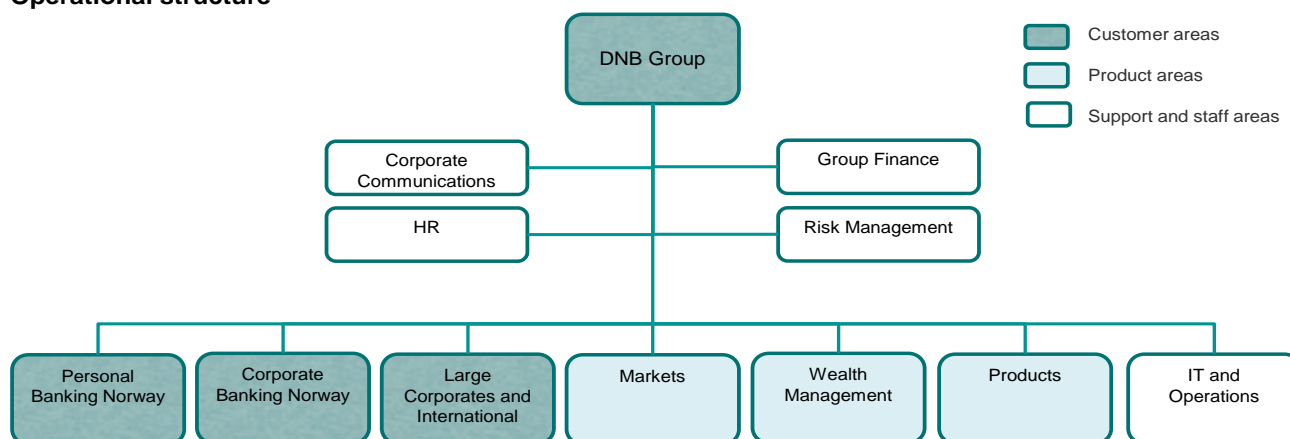 Operational structure
DNB Group
Customer areas
Product areas
Support and staff areas
Corporate
Communications
Group Finance
HR
Risk Management
Personal
Banking Norway
Corporate
Banking Norway
Large
Corporates and
International
Markets
Wealth
Management
Products
IT and
Operations